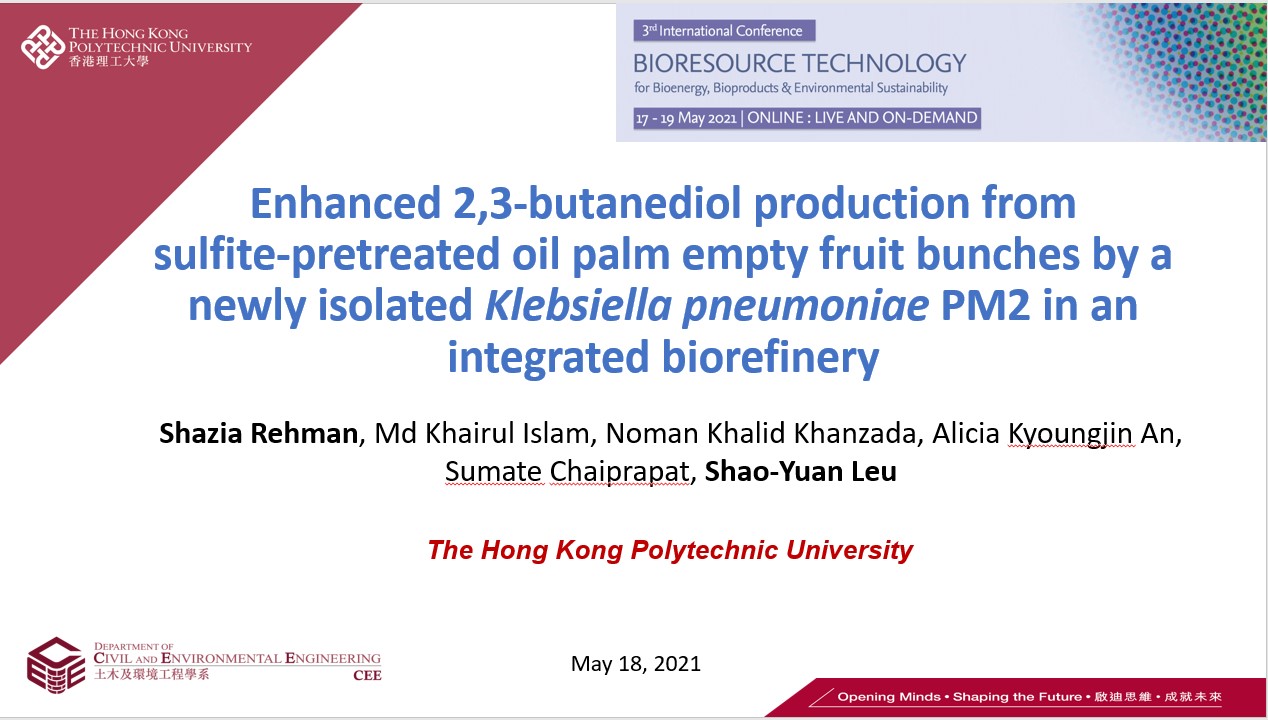 THE HONG KONG
POLYTECHNIC UNIVERSITY
香港理工大學
3rd International Conference
BIORESOURCE TECHNOLOGY
for Bioenergy, Bioproducts & Environmental Sustainability
17 - 19 May 2021 | ONLINE : LIVE AND ON-DEMAND
Enhanced 2,3-butanediol production from
sulfite-pretreated oil palm empty fruit bunches by a
newly isolated Klebsiella pneumoniae PM2 in an
integrated biorefinery
Shazia Rehman, Md Khairul Islam, Noman Khalid Khanzada, Alicia Kyoungjin An,
Sumate Chaiprapat, Shao-Yuan Leu
The Hong Kong Polytechnic University
DEPARTMENT OF
CIVIL AND ENVIRONMENTAL ENGINEERING
土木及環境工程學系
CEE
May 18, 2021
Opening Minds • Shaping the Future • 啟迪思維 • 成就未來